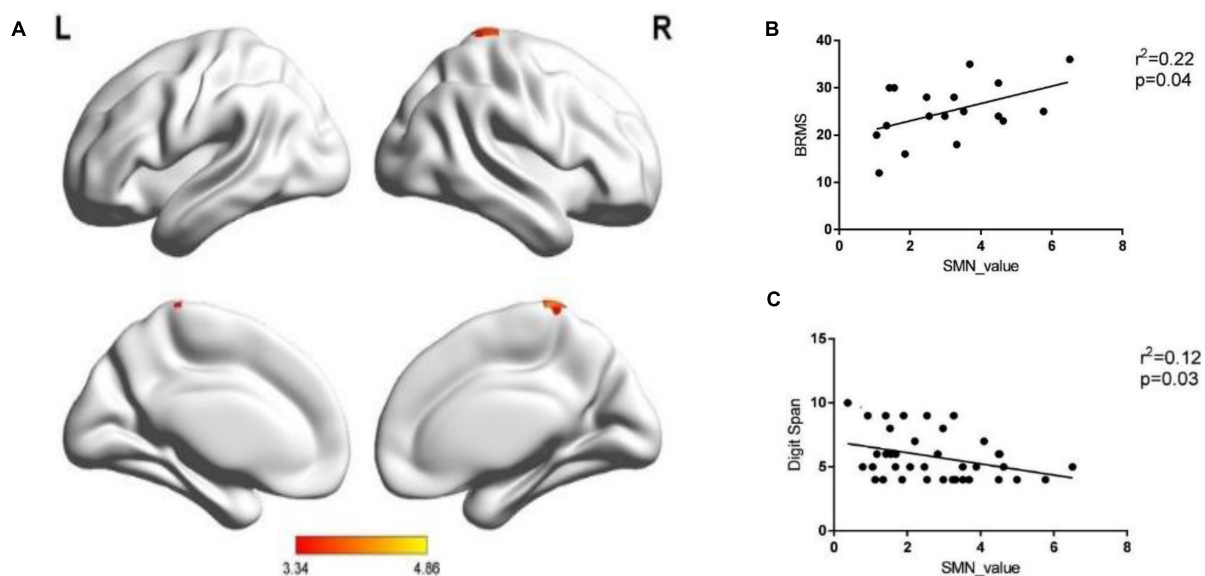 A
L
R
3.34
4.86
B
BRMS
40
30
20
10
0
0 2 4 6 8
SMN_value
r²=0.22
p=0.04
C
Digit Span
15
10
5
0
0 2 4 6 8
SMN_value
r²=0.12
p=0.03